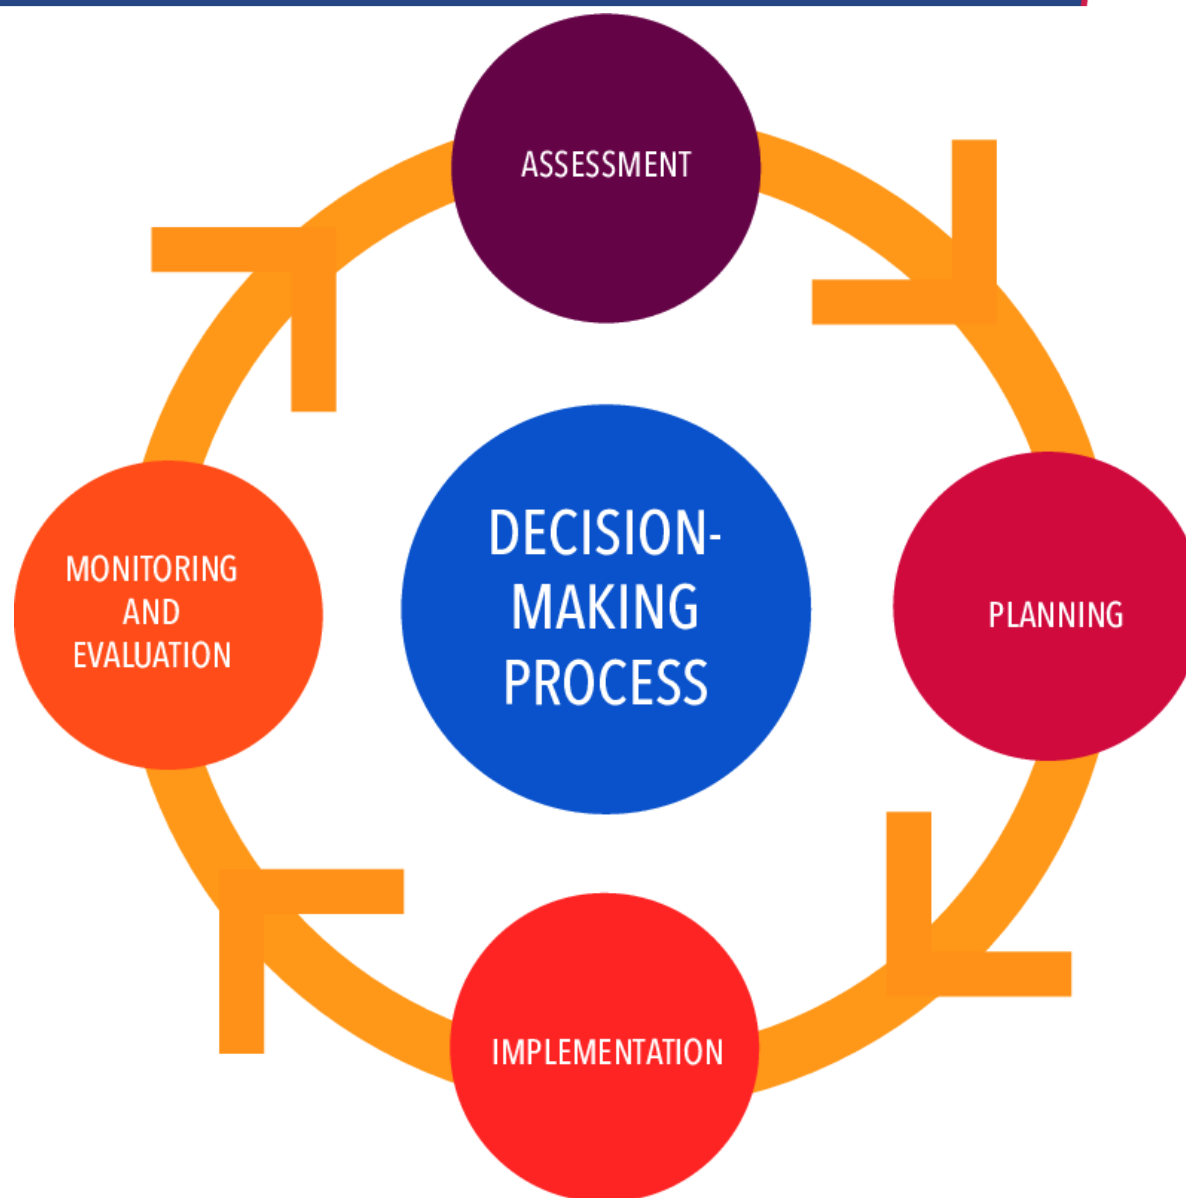 ASSESSMENT
DECISION-
MAKING
PROCESS
MONITORING
AND
EVALUATION
PLANNING
IMPLEMENTATION